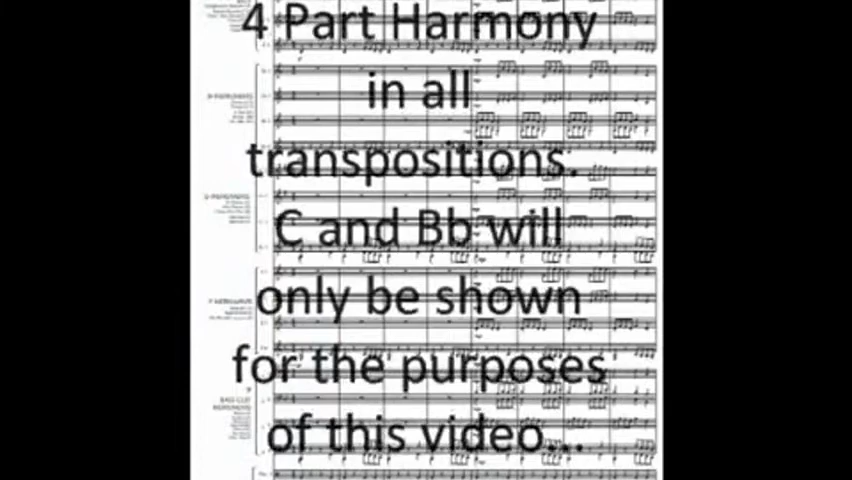 4 Part Harmony
in all
transpositions.
C and Bb will
only be shown
for the purposes
of this video...